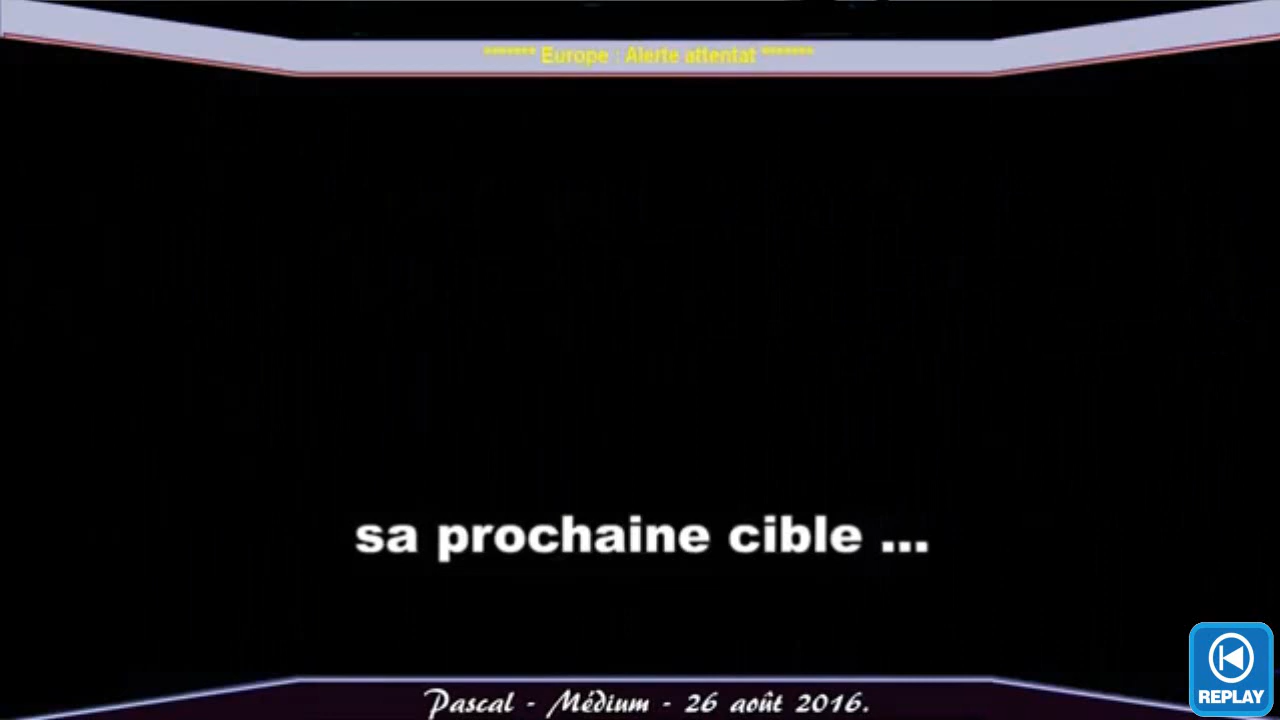 ******* Europe : Alerte attentat *******
sa prochaine cible ...
REPLAY
Pascal - Médium - 26 août 2016.